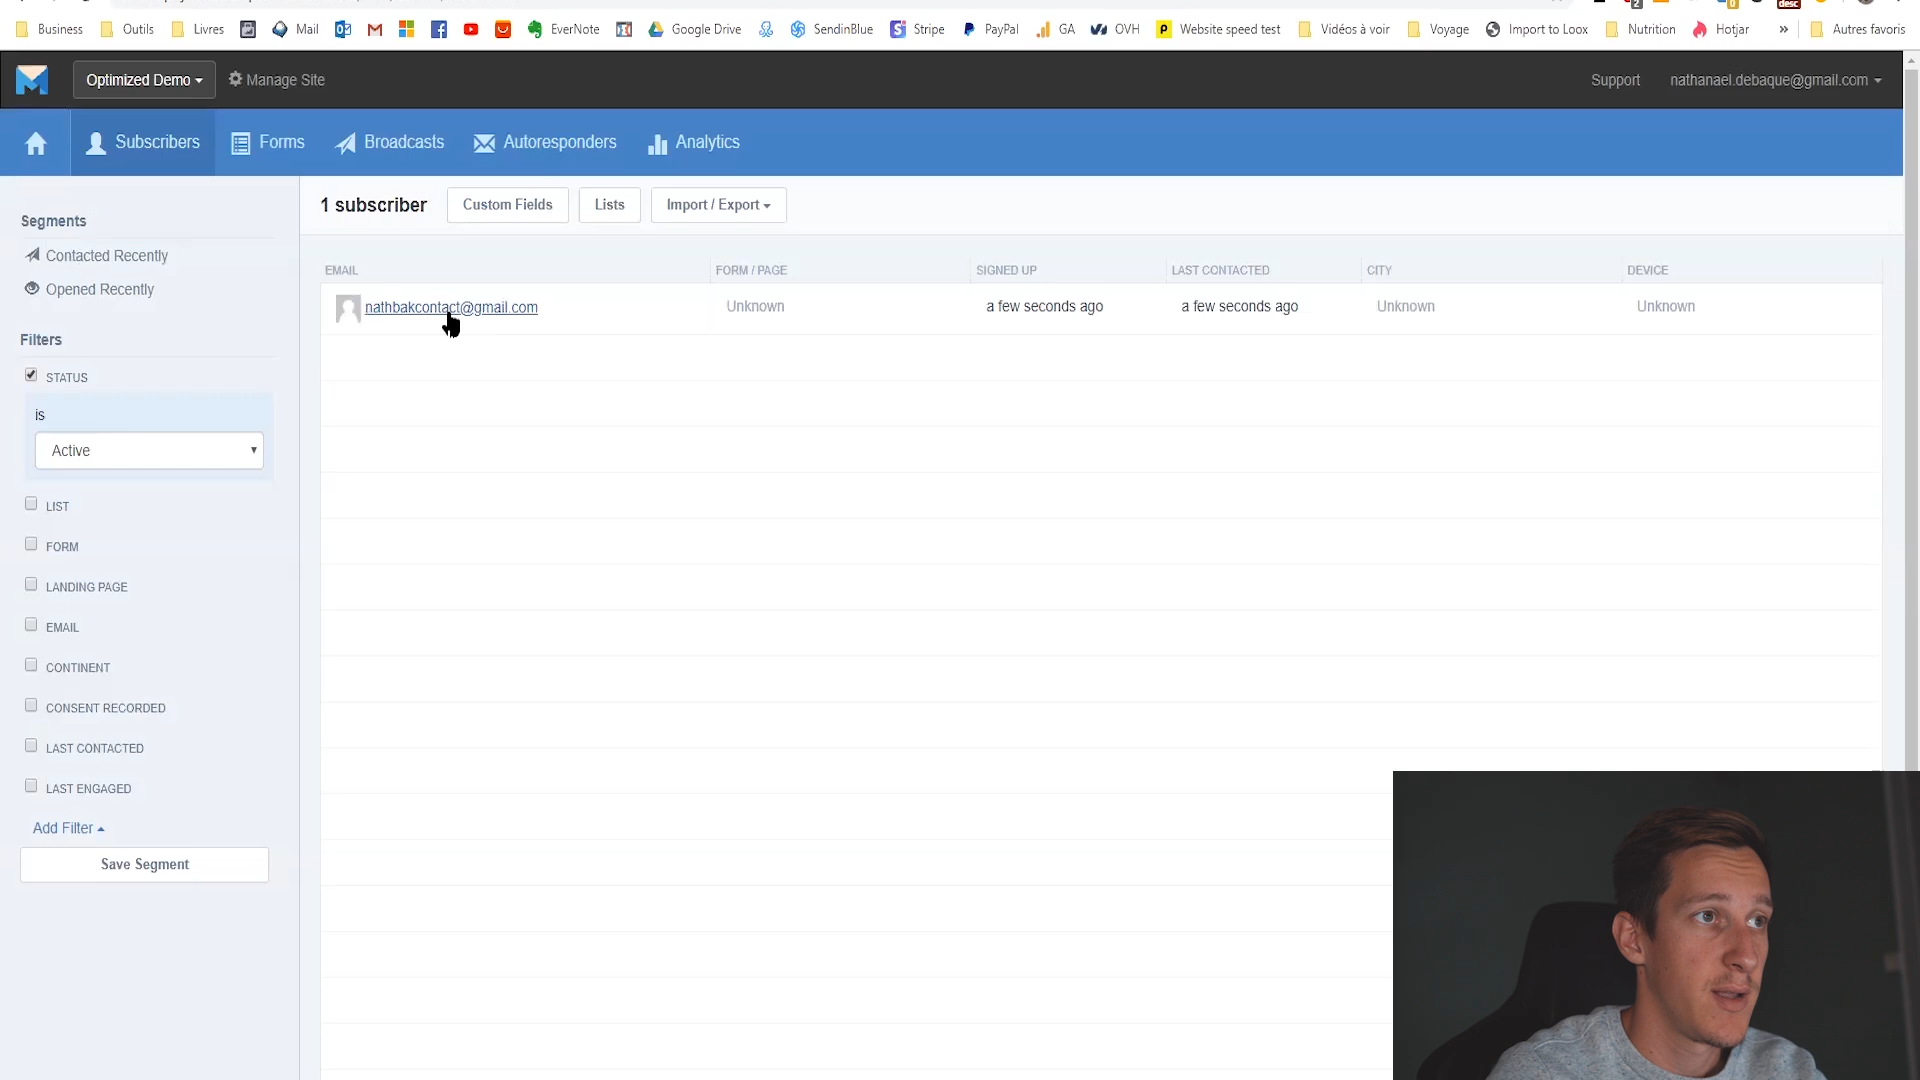 2
0
desc
Business Outils Livres Mail EverNote Google Drive SendinBlue Stripe PayPal GA OVH Website speed test Vidéos à voir Voyage Import to Loox Nutrition Hotjar » Autres favoris
Optimized Demo Manage Site Support nathanael.debaque@gmail.com
Subscribers Forms Broadcasts Autoresponders Analytics
Segments
Contacted Recently
Opened Recently
Filters
STATUS
is
Active
LIST
FORM
LANDING PAGE
EMAIL
CONTINENT
CONSENT RECORDED
LAST CONTACTED
LAST ENGAGED
Add Filter
Save Segment
1 subscriber Custom Fields Lists Import / Export
EMAIL FORM / PAGE SIGNED UP LAST CONTACTED CITY DEVICE
nathbakcontact@gmail.com Unknown a few seconds ago a few seconds ago Unknown Unknown